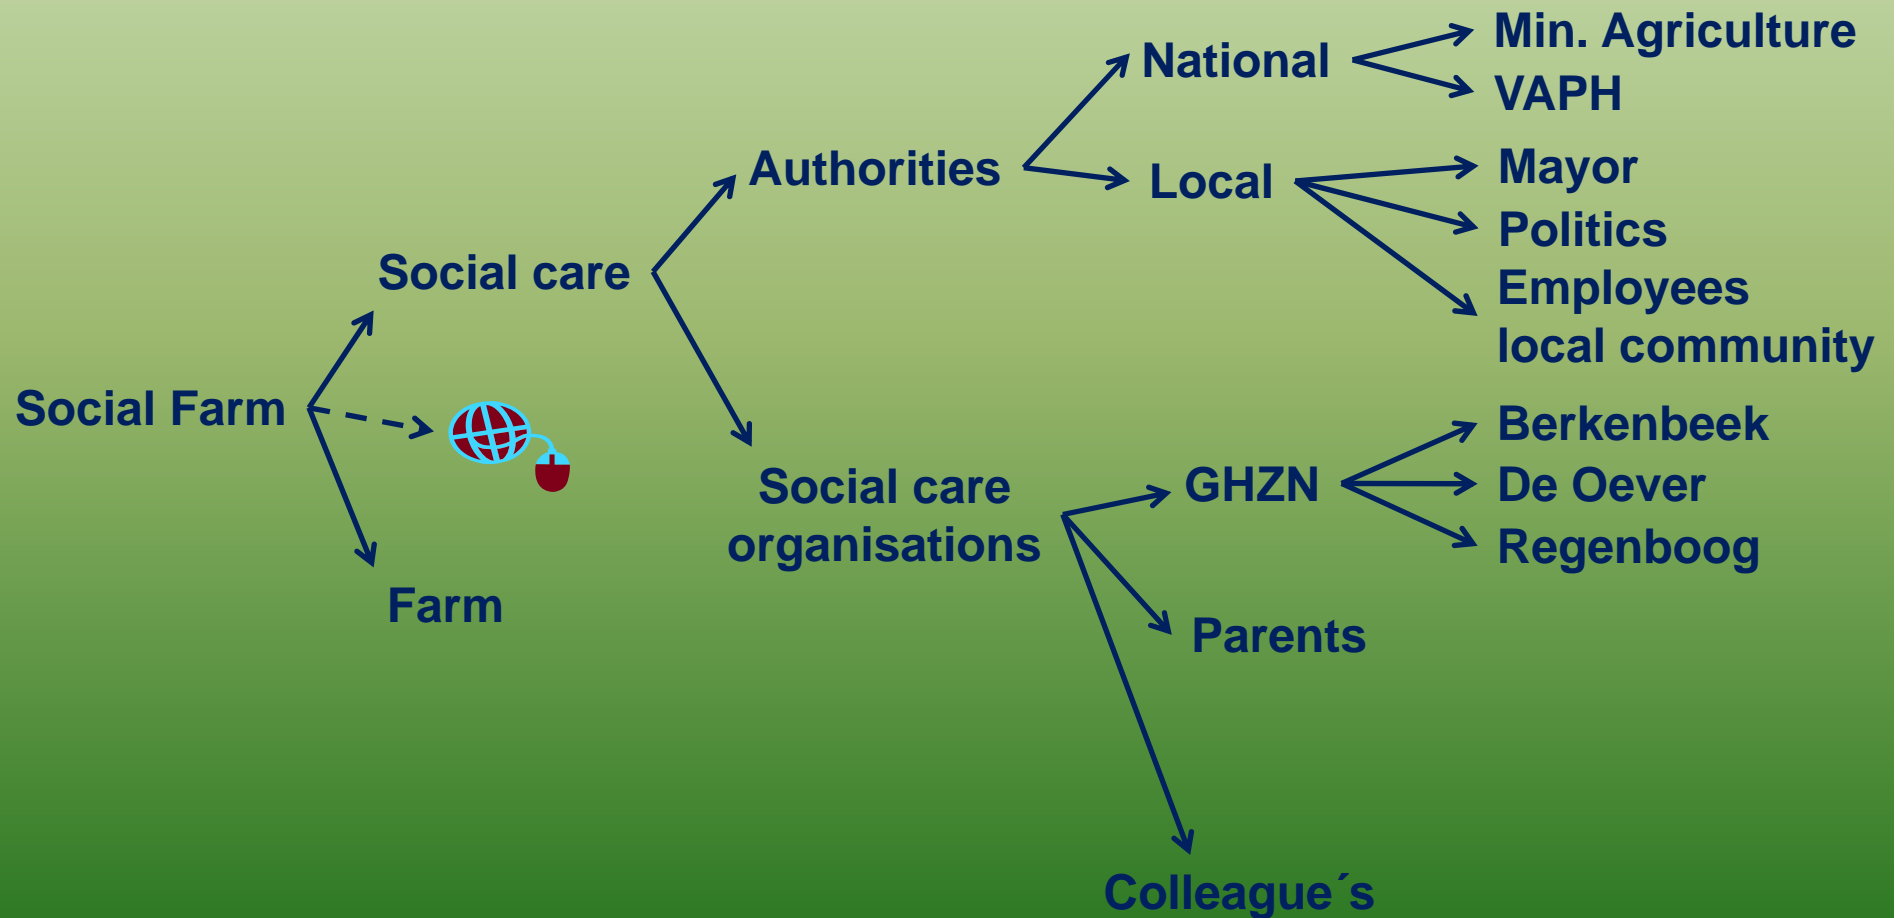 Min. Agriculture
National
VAPH
Authorities
Mayor
Local
Politics
Social care
Employees
local community
Social Farm
Berkenbeek
Social care
organisations
GHZN
De Oever
Regenboog
Farm
Parents
Colleague´s